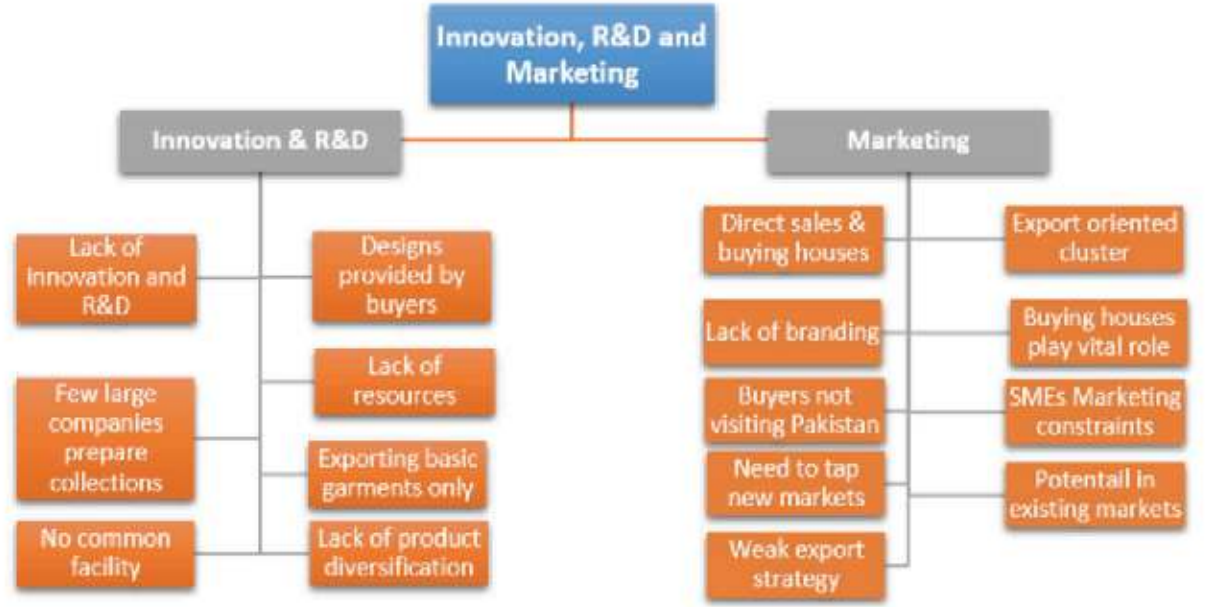 Innovation, R&D and
Marketing
Innovation & R&D
Marketing
Lack of
innovation and
R&D
Designs
provided by
buyers
Lack of
resources
Few large
companies
prepare
collections
Exporting basic
garments only
No common
facility
Lack of product
diversification
Direct sales &
buying houses
Export oriented
cluster
Lack of branding
Buying houses
play vital role
Buyers not
visiting Pakistan
SMEs Marketing
constraints
Need to tap
new markets
Potentail in
existing markets
Weak export
strategy